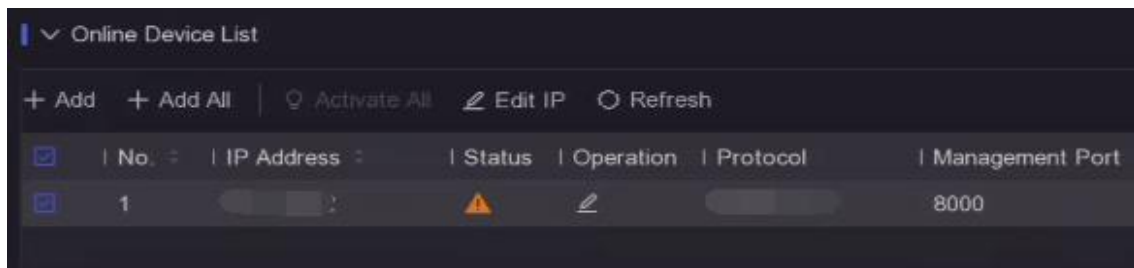 Online Device List
+ Add + Add All Activate All Edit IP Refresh
No. IP Address Status Operation Protocol Management Port
1 8000